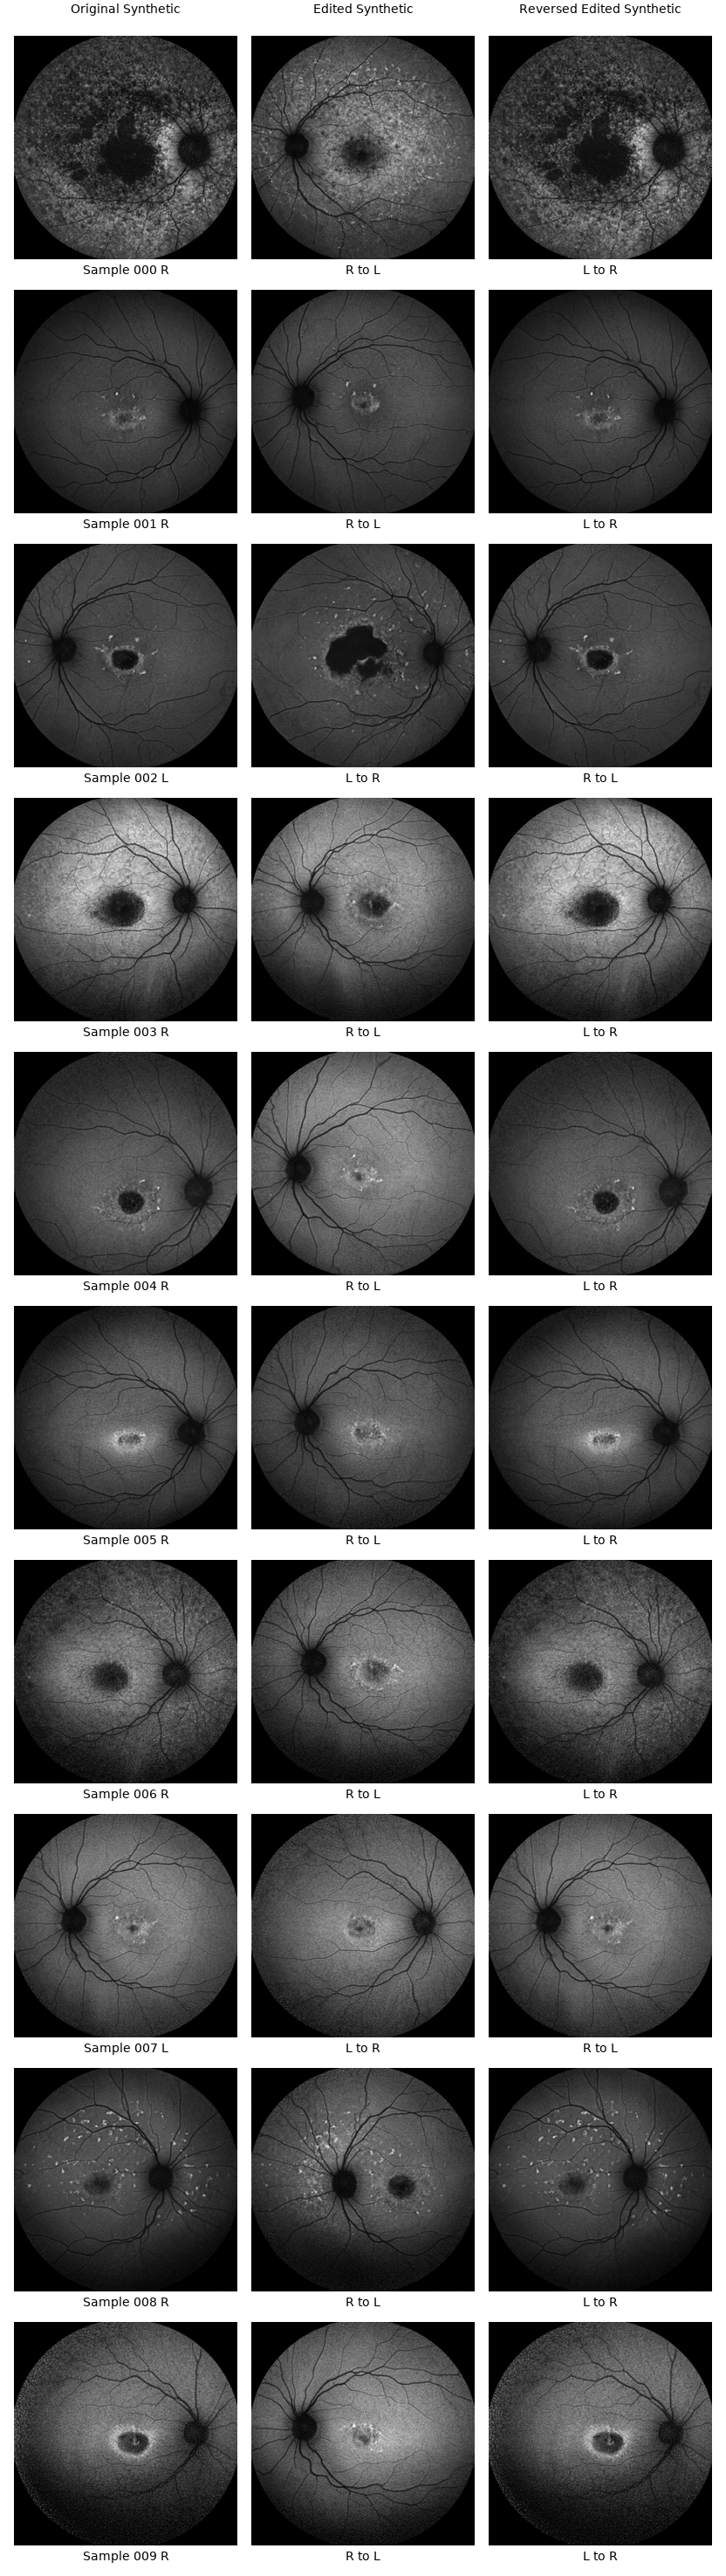 Original Synthetic Edited Synthetic Reversed Edited Synthetic
Sample 000 R R to L L to R
Sample 001 R R to L L to R
Sample 002 L L to R R to L
Sample 003 R R to L L to R
Sample 004 R R to L L to R
Sample 005 R R to L L to R
Sample 006 R R to L L to R
Sample 007 L L to R R to L
Sample 008 R R to L L to R
Sample 009 R R to L L to R